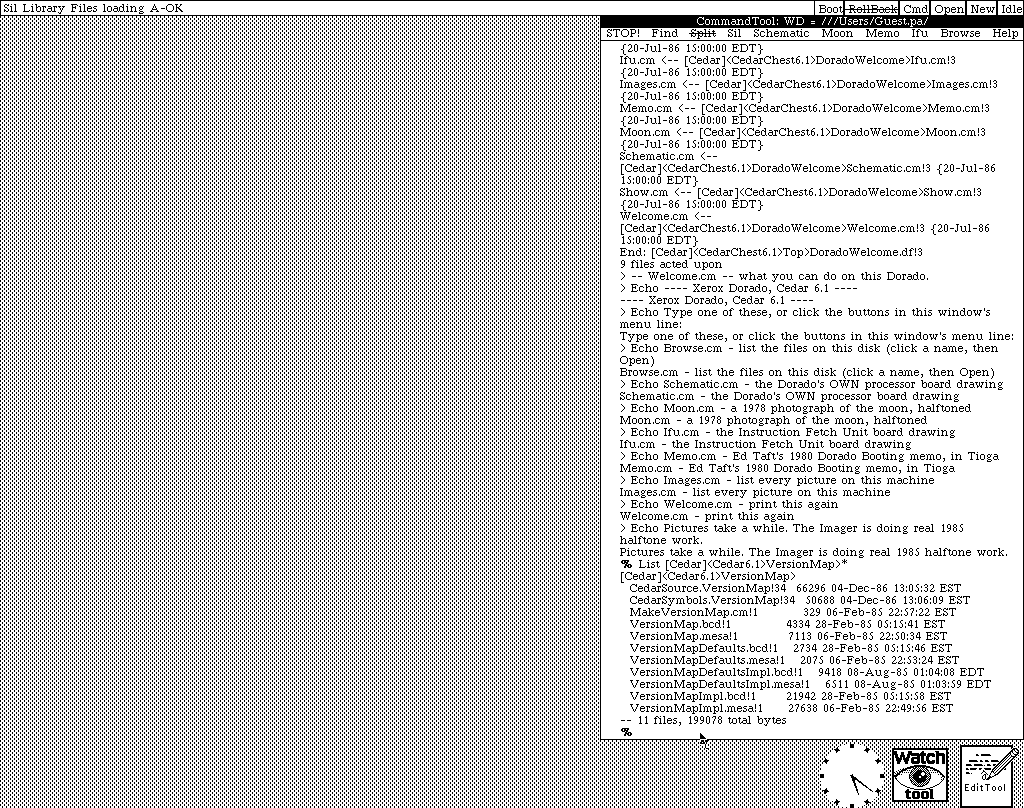 Sil Library Files loading A-OK
Boot RollBack Cmd Open New Idle
CommandTool: WD = ///Users/Guest.pa/
STOP! Find Split Sil Schematic Moon Memo Ifu Browse Help
{20-Jul-86 15:00:00 EDT}
Ifu.cm <-- [Cedar]<CedarChest6.1>DoradoWelcome>Ifu.cm!3
{20-Jul-86 15:00:00 EDT}
Images.cm <-- [Cedar]<CedarChest6.1>DoradoWelcome>Images.cm!3
{20-Jul-86 15:00:00 EDT}
Memo.cm <-- [Cedar]<CedarChest6.1>DoradoWelcome>Memo.cm!3
{20-Jul-86 15:00:00 EDT}
Moon.cm <-- [Cedar]<CedarChest6.1>DoradoWelcome>Moon.cm!3
{20-Jul-86 15:00:00 EDT}
Schematic.cm <--
[Cedar]<CedarChest6.1>DoradoWelcome>Schematic.cm!3 {20-Jul-86
15:00:00 EDT}
Show.cm <-- [Cedar]<CedarChest6.1>DoradoWelcome>Show.cm!3
{20-Jul-86 15:00:00 EDT}
Welcome.cm <--
[Cedar]<CedarChest6.1>DoradoWelcome>Welcome.cm!3 {20-Jul-86
15:00:00 EDT}
End: [Cedar]<CedarChest6.1>Top>DoradoWelcome.df!3
9 files acted upon
> -- Welcome.cm -- what you can do on this Dorado.
> Echo ---- Xerox Dorado, Cedar 6.1 ----
---- Xerox Dorado, Cedar 6.1 ----
> Echo Type one of these, or click the buttons in this window's
menu line:
Type one of these, or click the buttons in this window's menu line:
> Echo Browse.cm - list the files on this disk (click a name, then
Open)
Browse.cm - list the files on this disk (click a name, then Open)
> Echo Schematic.cm - the Dorado's OWN processor board drawing
Schematic.cm - the Dorado's OWN processor board drawing
> Echo Moon.cm - a 1978 photograph of the moon, halftoned
Moon.cm - a 1978 photograph of the moon, halftoned
> Echo Ifu.cm - the Instruction Fetch Unit board drawing
Ifu.cm - the Instruction Fetch Unit board drawing
> Echo Memo.cm - Ed Taft's 1980 Dorado Booting memo, in Tioga
Memo.cm - Ed Taft's 1980 Dorado Booting memo, in Tioga
> Echo Images.cm - list every picture on this machine
Images.cm - list every picture on this machine
> Echo Welcome.cm - print this again
Welcome.cm - print this again
> Echo Pictures take a while. The Imager is doing real 1985
halftone work.
Pictures take a while. The Imager is doing real 1985 halftone work.
% List [Cedar]<Cedar6.1>VersionMap>*
[Cedar]<Cedar6.1>VersionMap>
CedarSource.VersionMap!34 66296 04-Dec-86 13:05:32 EST
CedarSymbols.VersionMap!34 50688 04-Dec-86 13:06:09 EST
MakeVersionMap.cm!1 329 06-Feb-85 22:57:22 EST
VersionMap.bcd!1 4334 28-Feb-85 05:15:41 EST
VersionMap.mesa!1 7113 06-Feb-85 22:50:34 EST
VersionMapDefaults.bcd!1 2734 28-Feb-85 05:15:46 EST
VersionMapDefaults.mesa!1 2075 06-Feb-85 22:53:24 EST
VersionMapDefaultsImpl.bcd!1 9418 08-Aug-85 01:04:08 EDT
VersionMapDefaultsImpl.mesa!1 6511 08-Aug-85 01:03:59 EDT
VersionMapImpl.bcd!1 21942 28-Feb-85 05:15:58 EST
VersionMapImpl.mesa!1 27638 06-Feb-85 22:49:56 EST
-- 11 files, 199078 total bytes
%
Watch
tool
EditTool